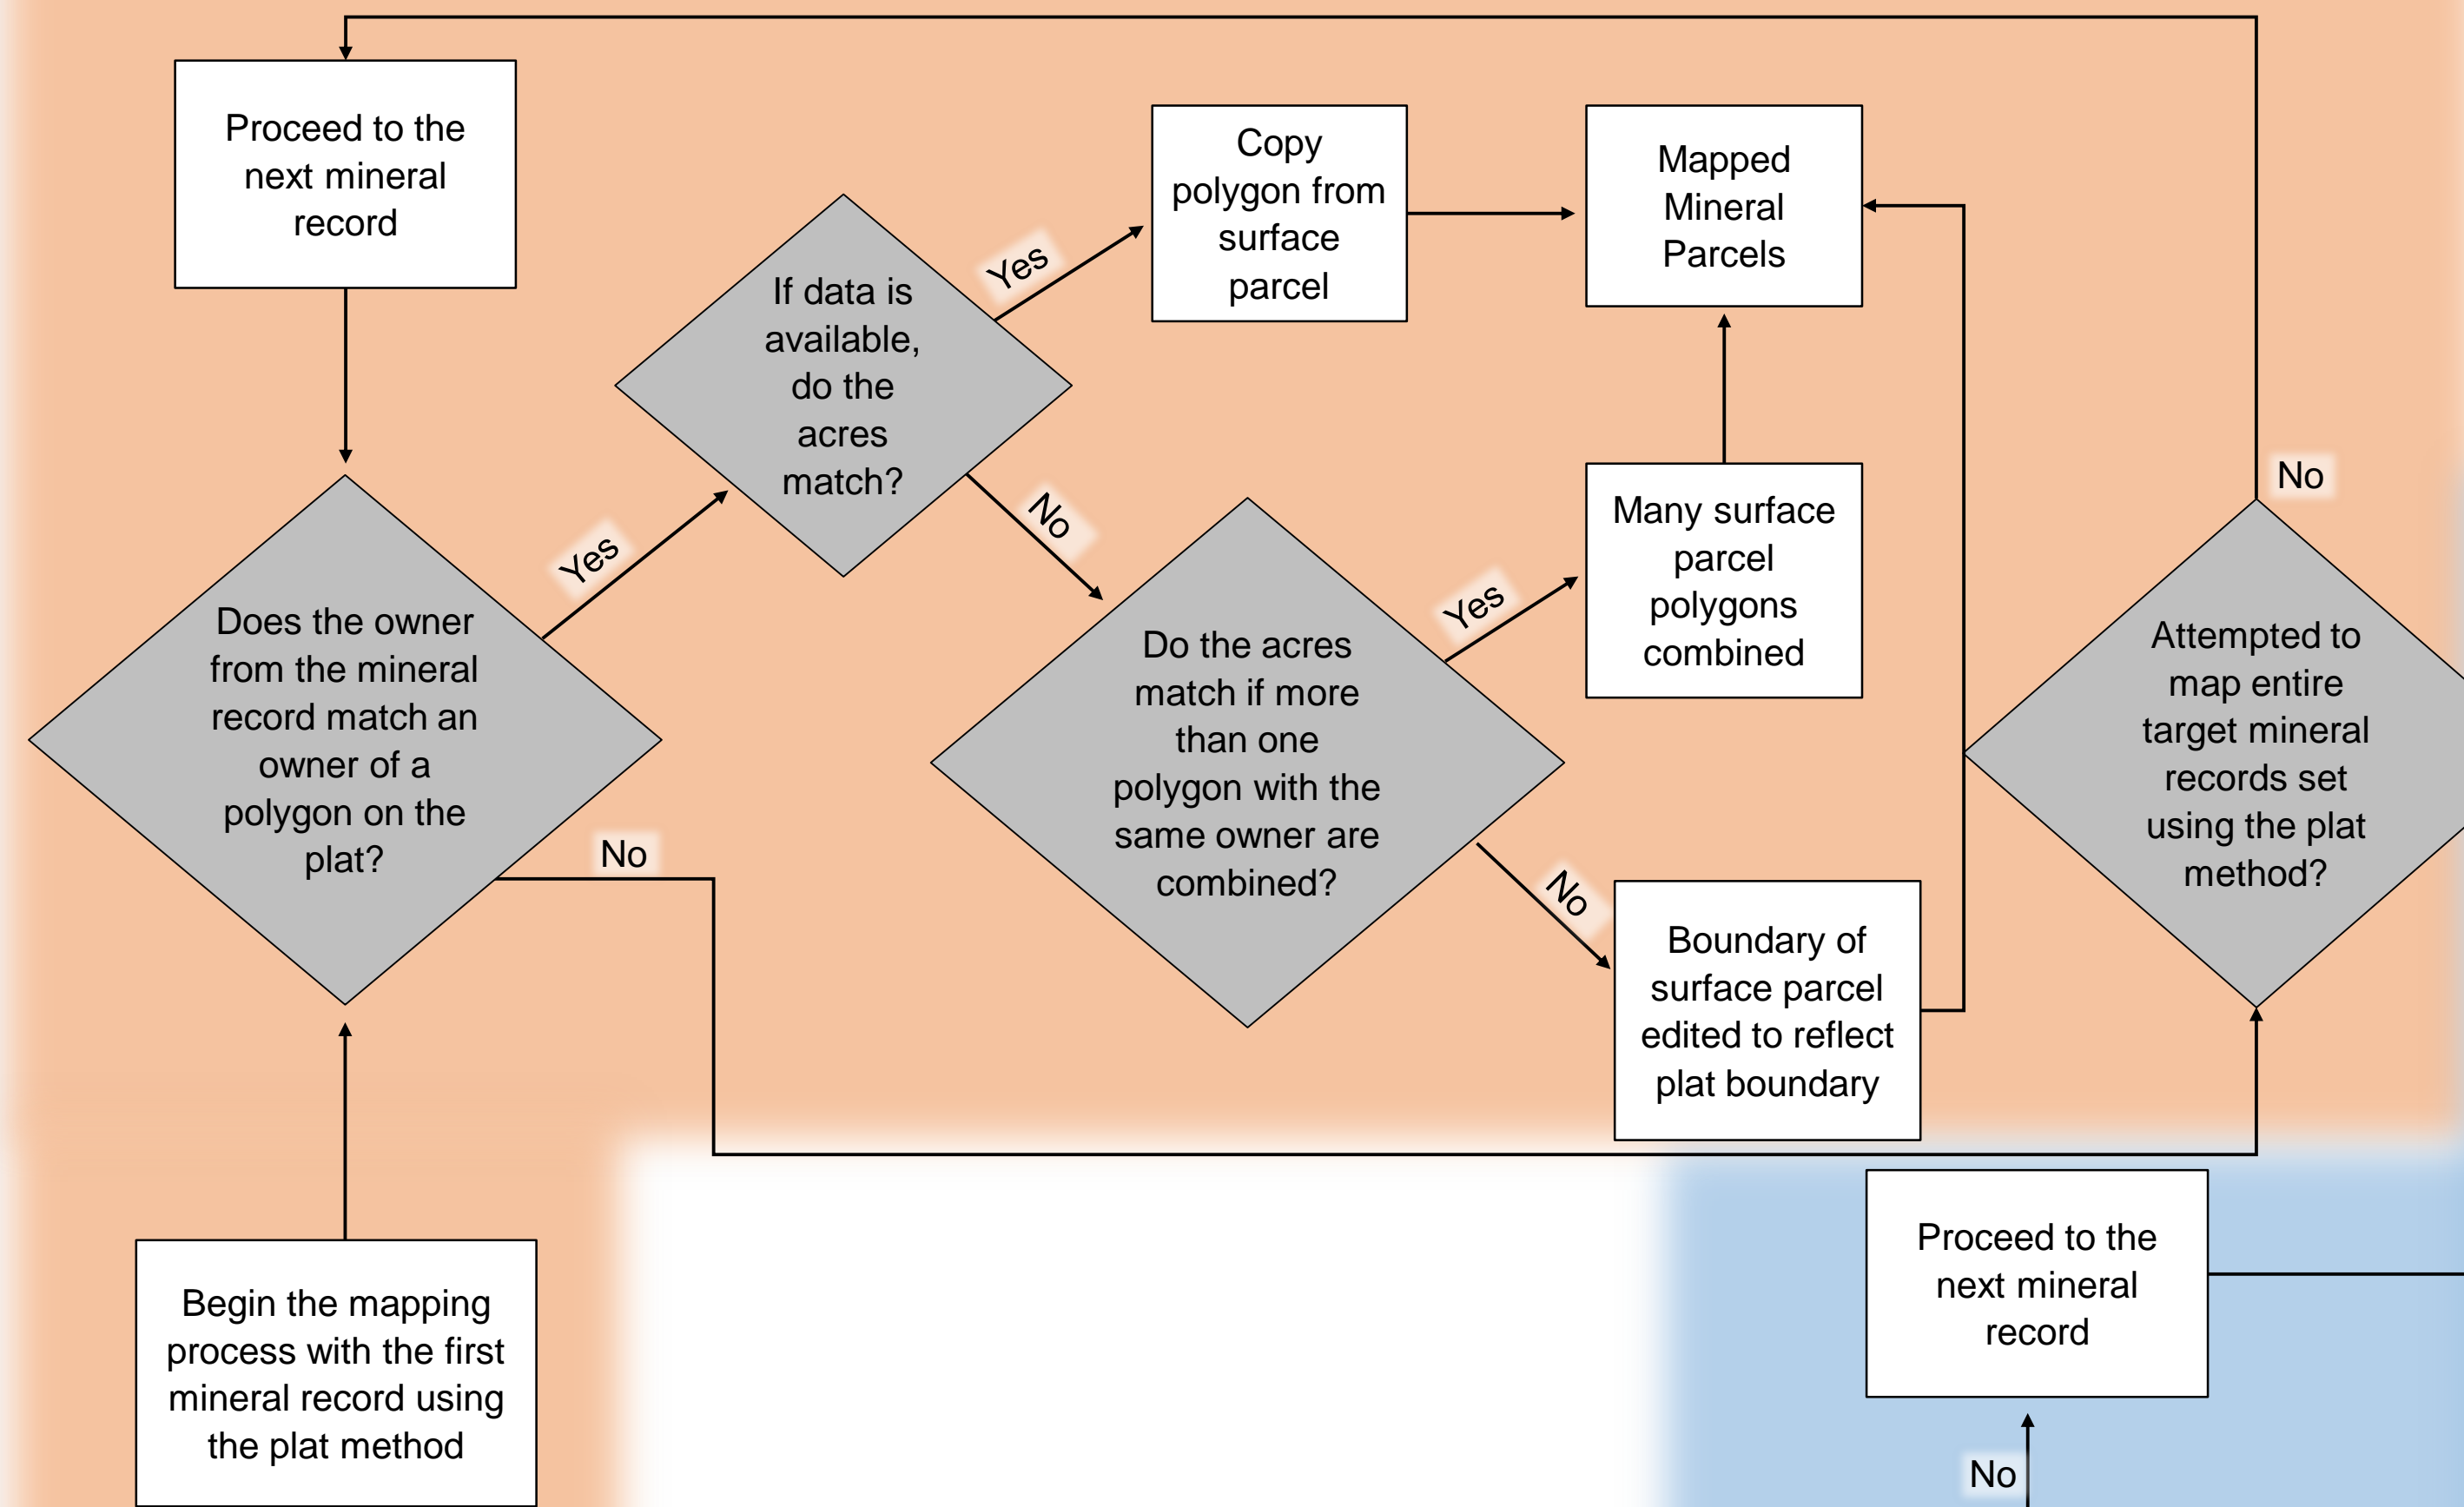 Proceed to the
next mineral
record
Copy
polygon from
surface
parcel
Mapped
Mineral
Parcels
Yes
If data is
available,
do the
acres
match?
No
Yes
Does the owner
from the mineral
record match an
owner of a
polygon on the
plat?
No
Do the acres
match if more
than one
polygon with the
same owner are
combined?
Yes
Many surface
parcel
polygons
combined
No
Boundary of
surface parcel
edited to reflect
plat boundary
No
Attempted to
map entire
target mineral
records set
using the plat
method?
Begin the mapping
process with the first
mineral record using
the plat method
Proceed to the
next mineral
record
No